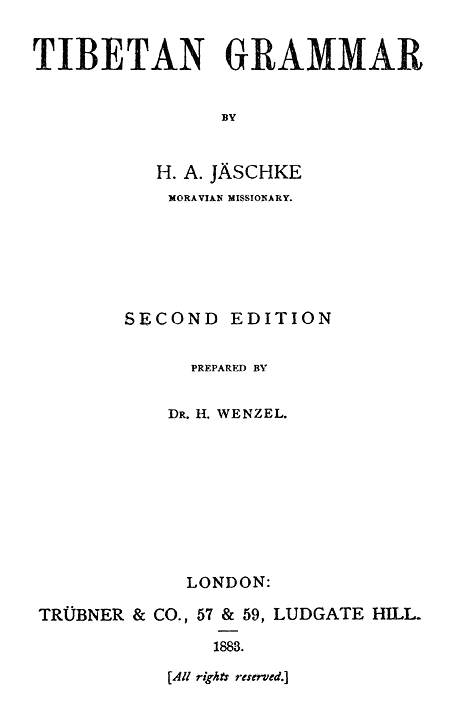 TIBETAN GRAMMAR
BY
H. A. JÄSCHKE
MORAVIAN MISSIONARY.
SECOND EDITION
PREPARED BY
DR. H. WENZEL.
LONDON:
TRÜBNER & CO., 57 & 59, LUDGATE HILL.
1883.
[All rights reserved.]